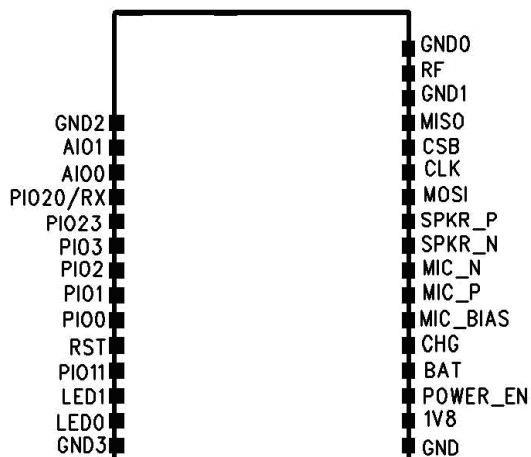 GND0
RF
GND1
GND2 MISO
AIO1 CSB
AIO0 CLK
PIO20/RX MOSI
PIO23 SPKR_P
PIO3 SPKR_N
PIO2 MIC_N
PIO1 MIC_P
PIO0 MIC_BIAS
RST CHG
PIO11 BAT
LED1 POWER_EN
LED0 1V8
GND3 GND